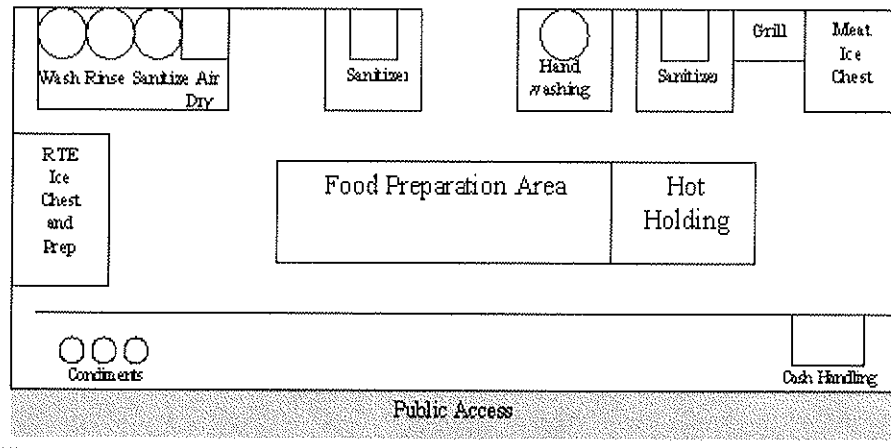 Wash Rinse Sanitize Air
Dry
Sanitizer
Hand
washing
Sanitizer
Grill
Meat
Ice
Chest
RTE
Ice
Chest
and
Prep
Food Preparation Area
Hot
Holding
Condiments
Cash Handling
Public Access